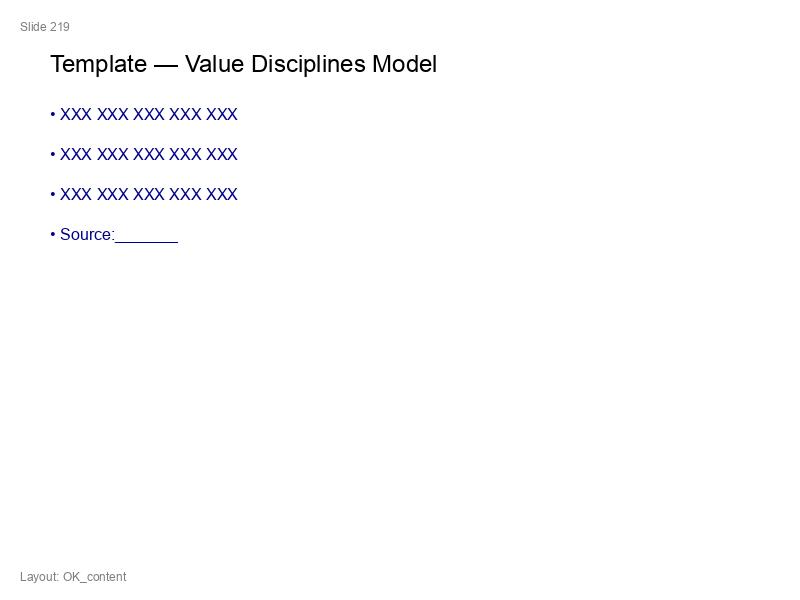 Slide 219
Template — Value Disciplines Model
• XXX XXX XXX XXX XXX
• XXX XXX XXX XXX XXX
• XXX XXX XXX XXX XXX
• Source:_______
Layout: OK_content